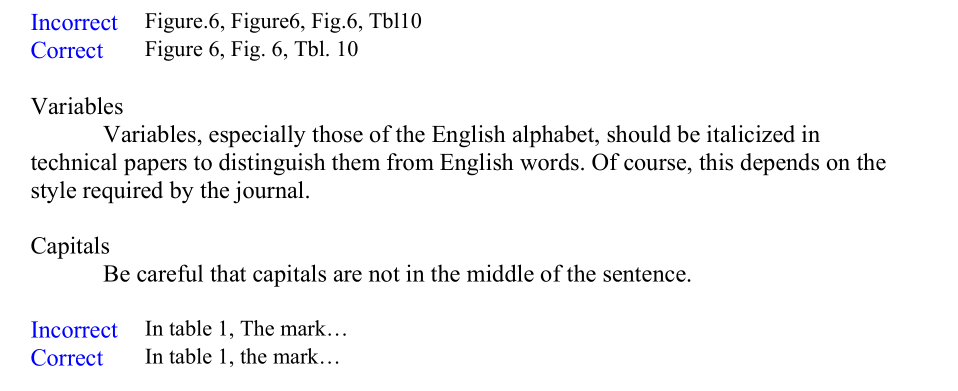 Incorrect Figure.6, Figure6, Fig.6, Tbl10
Correct Figure 6, Fig. 6, Tbl. 10
Variables
Variables, especially those of the English alphabet, should be italicized in
technical papers to distinguish them from English words. Of course, this depends on the
style required by the journal.
Capitals
Be careful that capitals are not in the middle of the sentence.
Incorrect In table 1, The mark…
Correct In table 1, the mark…